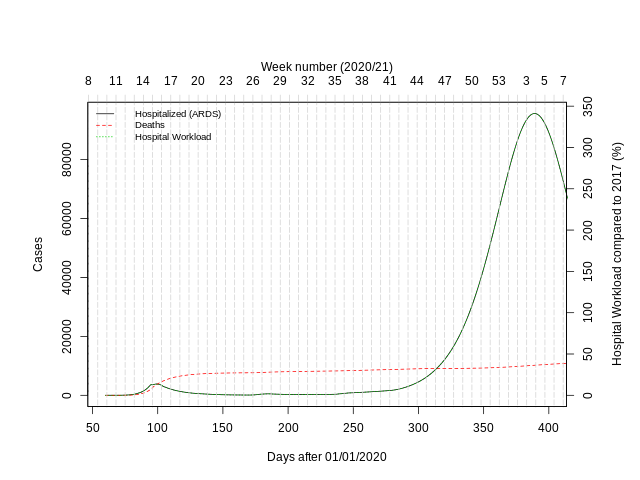 Week number (2020/21)
8 11 14 17 20 23 26 29 32 35 38 41 44 47 50 53 3 5 7
Hospitalized (ARDS)
Deaths
Hospital Workload
Cases
0 20000 40000 60000 80000
0 50 100 150 200 250 300 350
Hospital Workload compared to 2017 (%)
50 100 150 200 250 300 350 400
Days after 01/01/2020